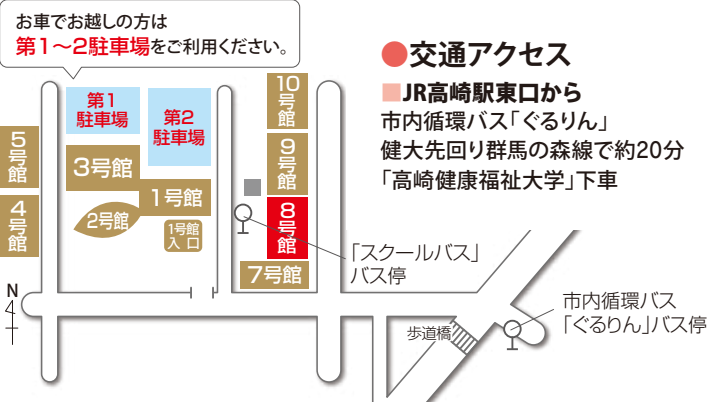 お車でお越しの方は
第1〜2駐車場をご利用ください。
●交通アクセス
■JR高崎駅東口から
市内循環バス「ぐるりん」
健大先回り群馬の森線で約20分
「高崎健康福祉大学」下車
第1
駐車場
第2
駐車場
10号館
9号館
8号館
7号館
5号館
4号館
3号館
1号館
2号館
1号館
入口
「スクールバス」
バス停
N
歩道橋
市内循環バス
「ぐるりん」バス停